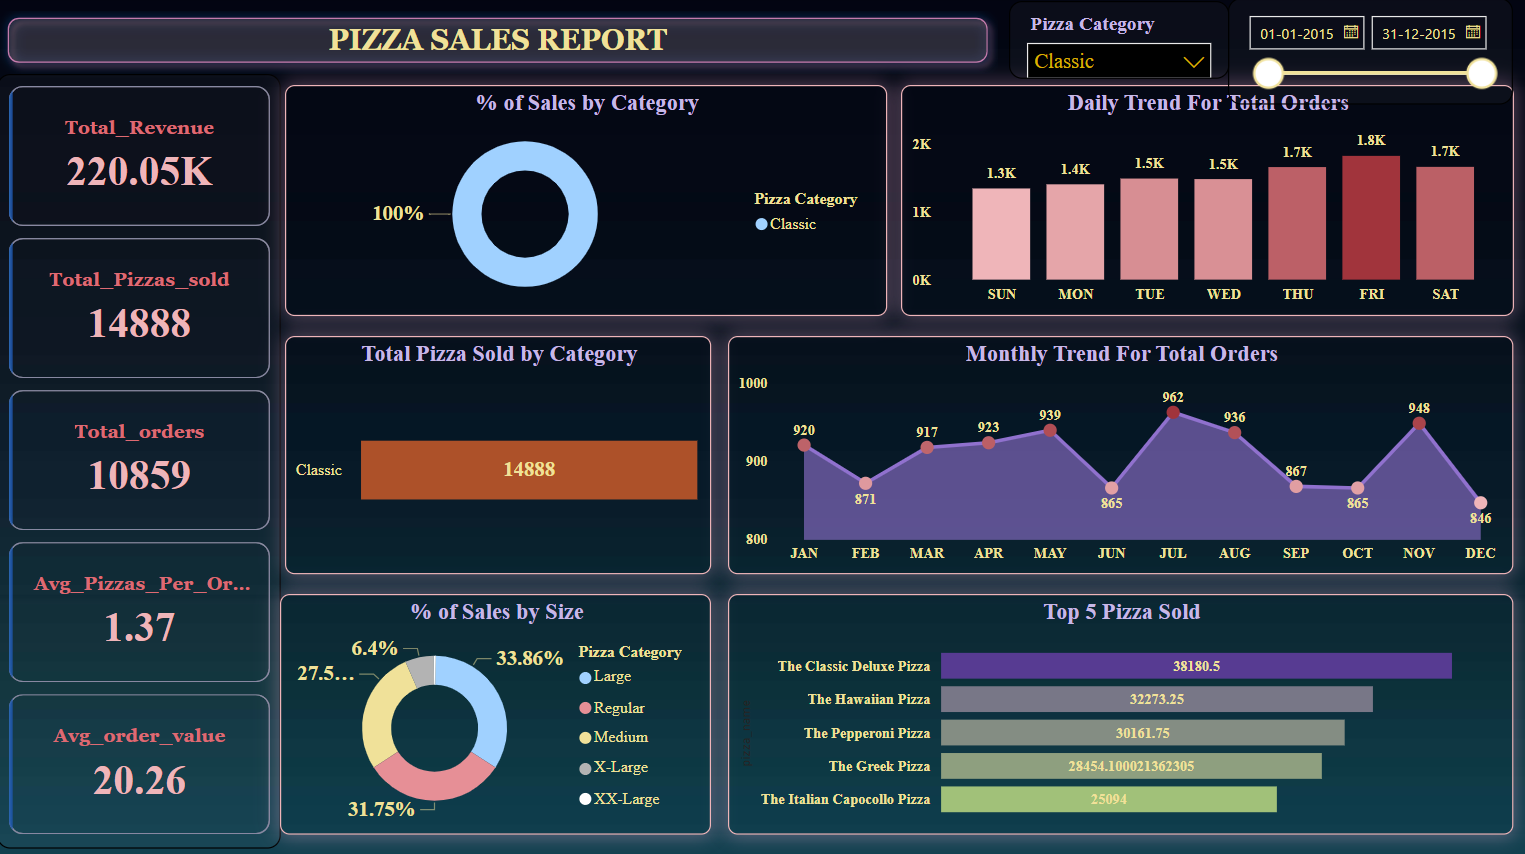 PIZZA SALES REPORT
Pizza Category
Classic
01-01-2015
31-12-2015
Total_Revenue
220.05K
Total_Pizzas_sold
14888
Total_orders
10859
Avg_Pizzas_Per_Or...
1.37
Avg_order_value
20.26
% of Sales by Category
100%
Pizza Category
Classic
Daily Trend For Total Orders
2K
1K
0K
1.3K
1.4K
1.5K
1.5K
1.7K
1.8K
1.7K
SUN MON TUE WED THU FRI SAT
Total Pizza Sold by Category
Classic
14888
Monthly Trend For Total Orders
1000
900
800
920
871
917
923
939
865
962
936
867
865
948
846
JAN FEB MAR APR MAY JUN JUL AUG SEP OCT NOV DEC
% of Sales by Size
6.4%
33.86%
27.5...
31.75%
Pizza Category
Large
Regular
Medium
X-Large
XX-Large
Top 5 Pizza Sold
The Classic Deluxe Pizza 38180.5
The Hawaiian Pizza 32273.25
The Pepperoni Pizza 30161.75
The Greek Pizza 28454.100021362305
The Italian Capocollo Pizza 25094